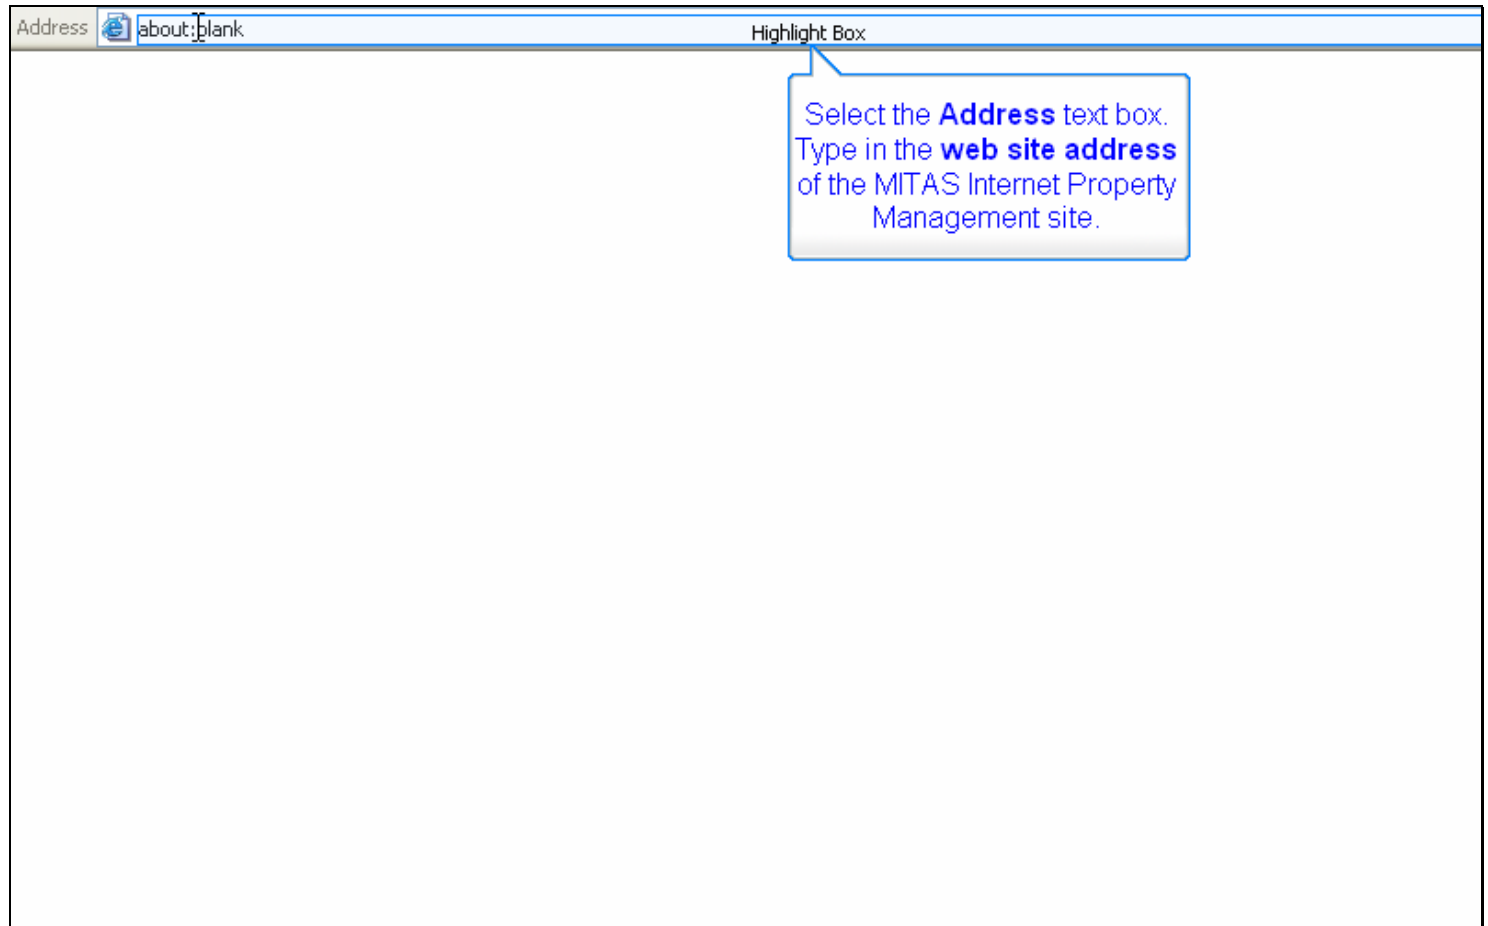 Address about:blank Highlight Box
Select the Address text box.
Type in the web site address
of the MITAS Internet Property
Management site.